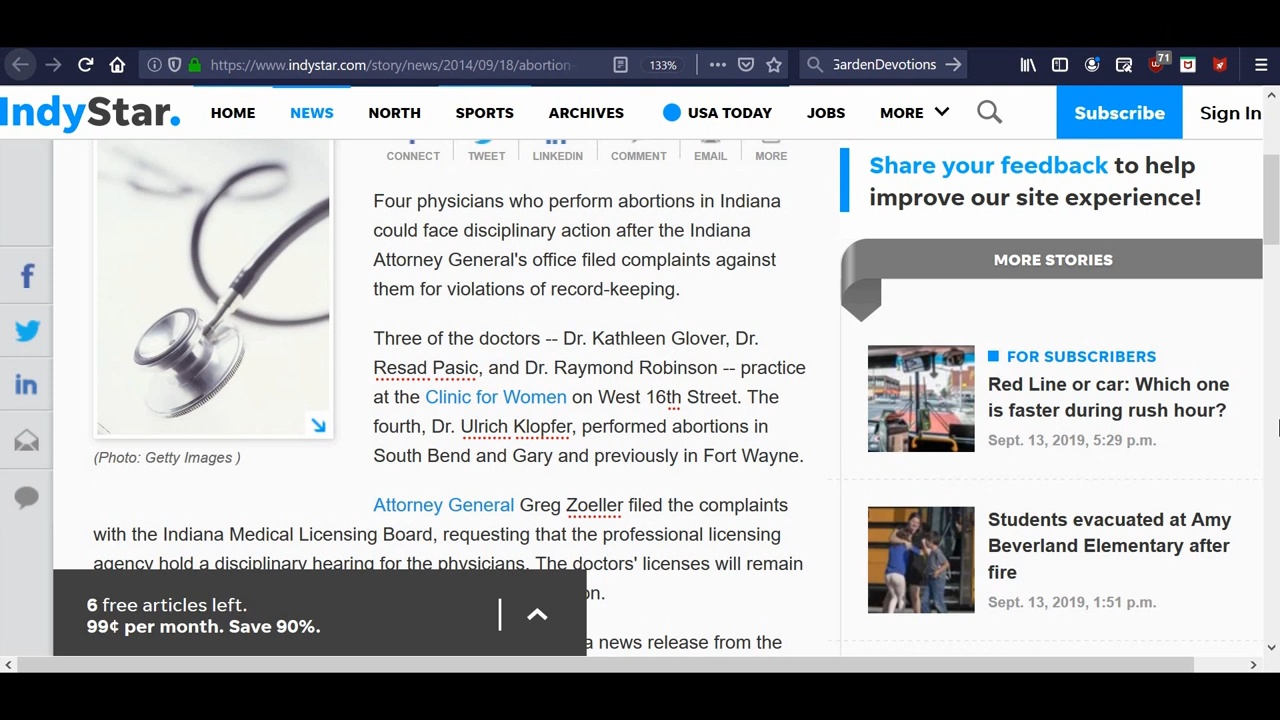 https://www.indystar.com/story/news/2014/09/18/abortion-
133%
GardenDevotions
71
IndyStar.
HOME
NEWS
NORTH
SPORTS
ARCHIVES
USA TODAY
JOBS
MORE
Subscribe
Sign In
CONNECT
TWEET
LINKEDIN
COMMENT
EMAIL
MORE
Four physicians who perform abortions in Indiana
could face disciplinary action after the Indiana
Attorney General's office filed complaints against
them for violations of record-keeping.
Three of the doctors -- Dr. Kathleen Glover, Dr.
Resad Pasic, and Dr. Raymond Robinson -- practice
at the Clinic for Women on West 16th Street. The
fourth, Dr. Ulrich Klopfer, performed abortions in
South Bend and Gary and previously in Fort Wayne.
(Photo: Getty Images )
Attorney General Greg Zoeller filed the complaints
with the Indiana Medical Licensing Board, requesting that the professional licensing
agency hold a disciplinary hearing for the physicians. The doctors' licenses will remain
on.
a news release from the
6 free articles left.
99¢ per month. Save 90%.
Share your feedback to help
improve our site experience!
MORE STORIES
FOR SUBSCRIBERS
Red Line or car: Which one
is faster during rush hour?
Sept. 13, 2019, 5:29 p.m.
Students evacuated at Amy
Beverland Elementary after
fire
Sept. 13, 2019, 1:51 p.m.